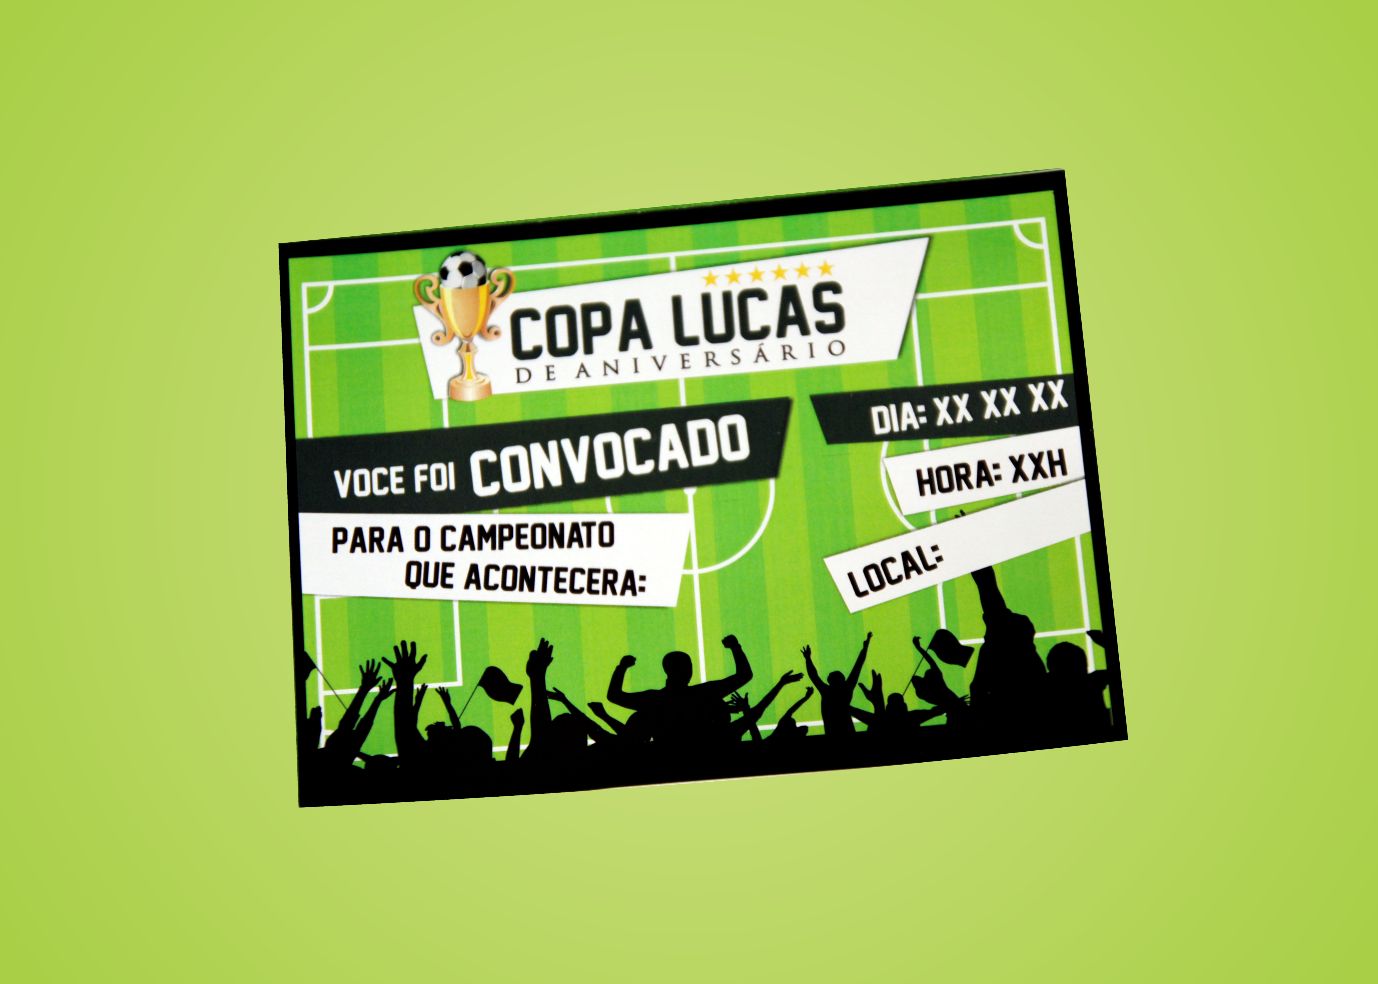 COPA LUCAS
DE ANIVERSÁRIO
VOCE FOI CONVOCADO
PARA O CAMPEONATO
QUE ACONTECERA:
DIA: XX XX XX
HORA: XXH
LOCAL: